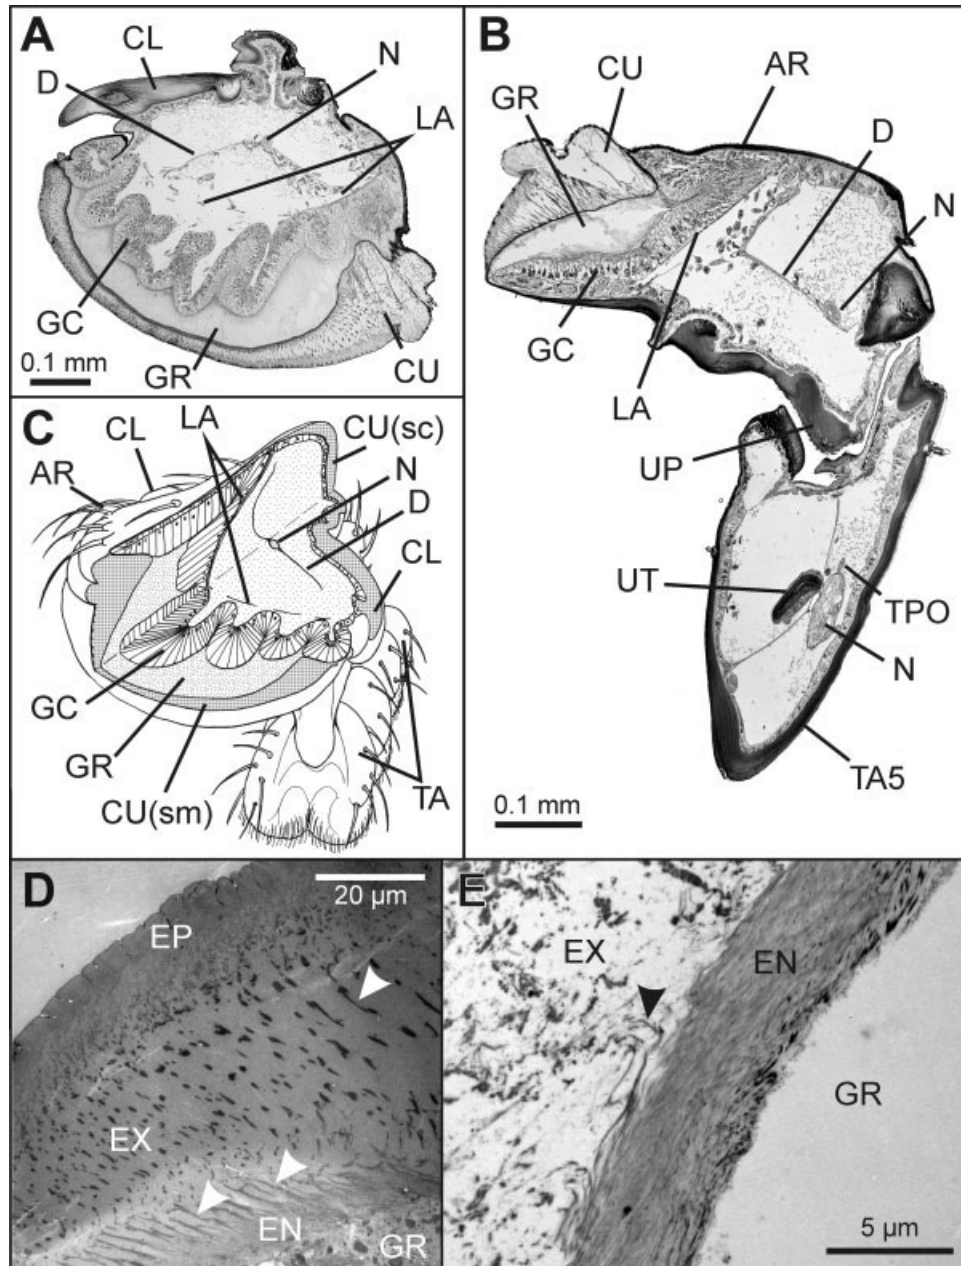 A
CL
N
D
LA
GC
GR
CU
0.1 mm
B
CU
AR
GR
D
N
GC
LA
UP
UT
TPO
N
TA5
0.1 mm
C
CL
LA
CU(sc)
AR
N
D
CL
GC
GR
CU(sm)
TA
D
20 µm
EP
EX
EN
GR
E
EX
EN
GR
5 µm